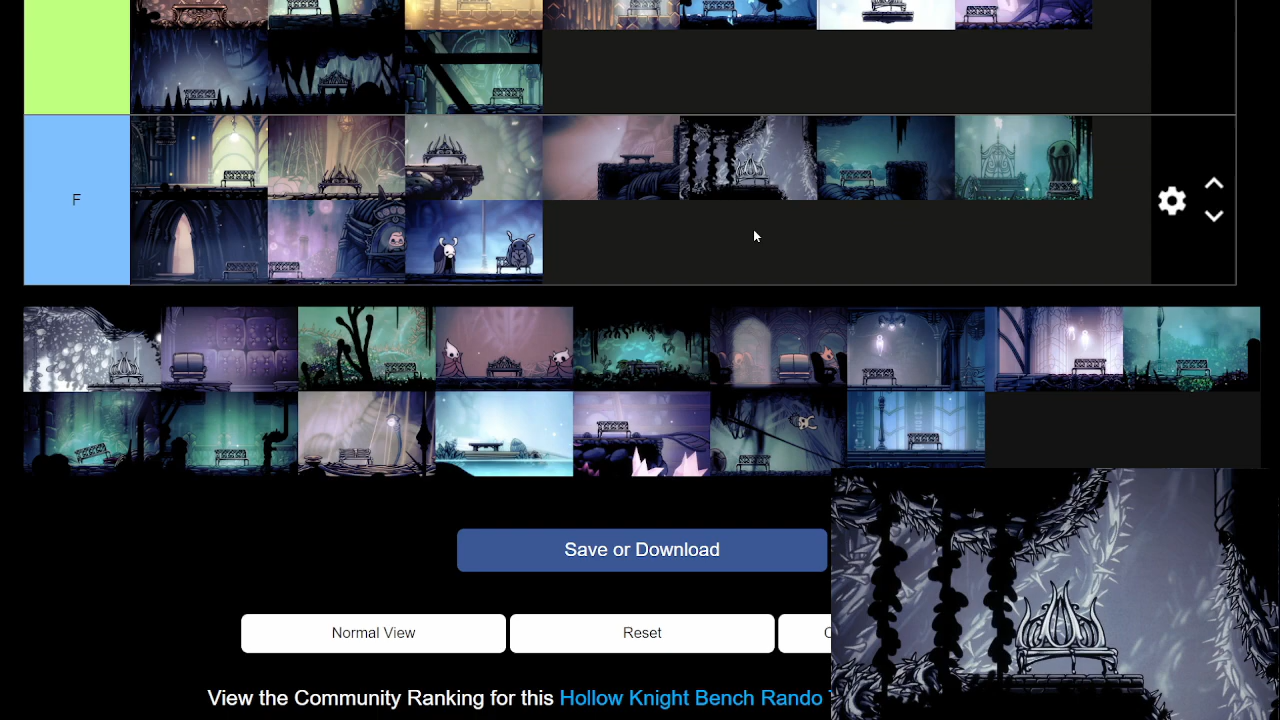 F
Save or Download
Normal View
Reset
View the Community Ranking for this Hollow Knight Bench Rando